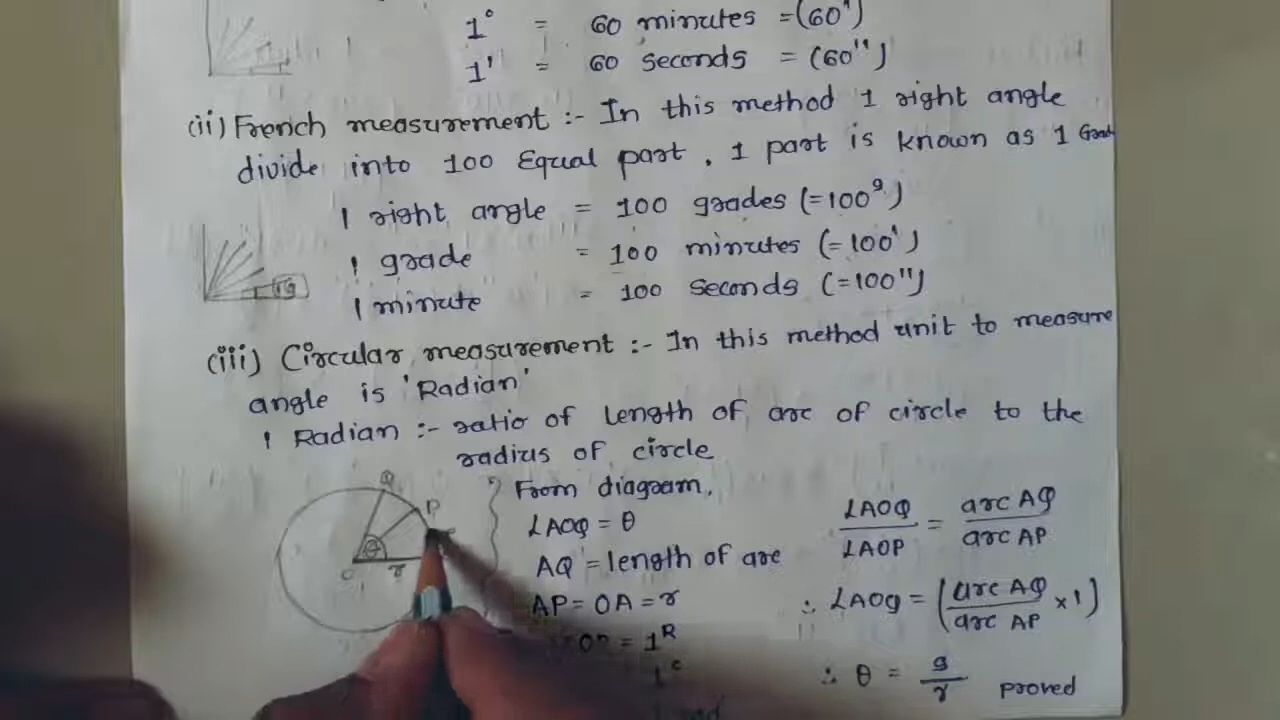 1° = 60 minutes = (60')
1' = 60 seconds = (60'')
(ii) French measurement :- In this method 1 right angle
divide into 100 Equal part, 1 part is known as 1 Grad
1 right angle = 100 grades (=100g)
1 grade = 100 minutes (=100')
1 minute = 100 seconds (=100'')
1g
(iii) Circular measurement :- In this method unit to measure
angle is 'Radian'
1 Radian :- ratio of length of arc of circle to the
radius of circle
Q
P
θ
O
r
From diagram,
∠AOQ = θ
AQ = length of arc
AP = OA = r
= 1R
1c
∠AOQ / ∠AOP = arc AQ / arc AP
∴ ∠AOQ = (arc AQ / arc AP × 1)
∴ θ = s / r proved